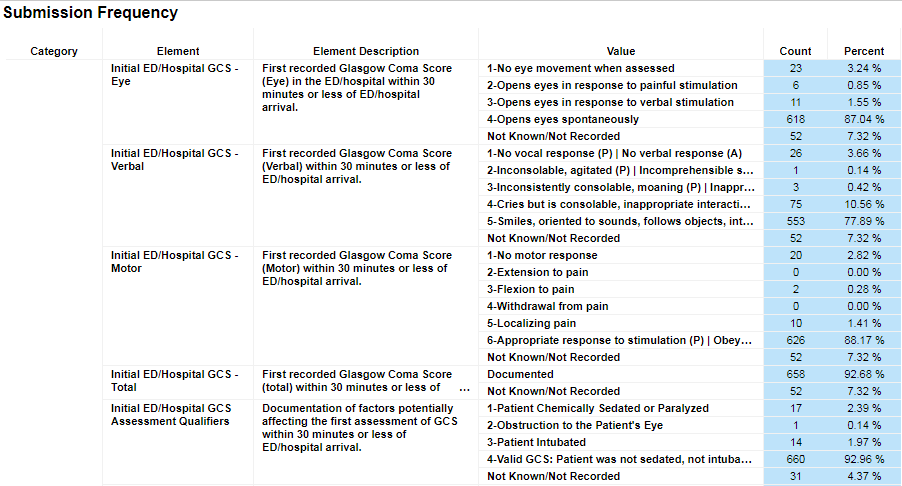 Submission Frequency
Category Element Element Description Value Count Percent
Initial ED/Hospital GCS - First recorded Glasgow Coma Score 1-No eye movement when assessed 23 3.24 %
Eye (Eye) in the ED/hospital within 30 2-Opens eyes in response to painful stimulation 6 0.85 %
minutes or less of ED/hospital 3-Opens eyes in response to verbal stimulation 11 1.55 %
arrival. 4-Opens eyes spontaneously 618 87.04 %
Not Known/Not Recorded 52 7.32 %
Initial ED/Hospital GCS - First recorded Glasgow Coma Score 1-No vocal response (P) | No verbal response (A) 26 3.66 %
Verbal (Verbal) within 30 minutes or less of 2-Inconsolable, agitated (P) | Incomprehensible s... 1 0.14 %
ED/hospital arrival. 3-Inconsistently consolable, moaning (P) | Inappr... 3 0.42 %
4-Cries but is consolable, inappropriate interacti... 75 10.56 %
5-Smiles, oriented to sounds, follows objects, int... 553 77.89 %
Not Known/Not Recorded 52 7.32 %
Initial ED/Hospital GCS - First recorded Glasgow Coma Score 1-No motor response 20 2.82 %
Motor (Motor) within 30 minutes or less of 2-Extension to pain 0 0.00 %
ED/hospital arrival. 3-Flexion to pain 2 0.28 %
4-Withdrawal from pain 0 0.00 %
5-Localizing pain 10 1.41 %
6-Appropriate response to stimulation (P) | Obey... 626 88.17 %
Not Known/Not Recorded 52 7.32 %
Initial ED/Hospital GCS - First recorded Glasgow Coma Score Documented 658 92.68 %
Total (total) within 30 minutes or less of ... Not Known/Not Recorded 52 7.32 %
Initial ED/Hospital GCS Documentation of factors potentially 1-Patient Chemically Sedated or Paralyzed 17 2.39 %
Assessment Qualifiers affecting the first assessment of GCS 2-Obstruction to the Patient's Eye 1 0.14 %
within 30 minutes or less of 3-Patient Intubated 14 1.97 %
ED/hospital arrival. 4-Valid GCS: Patient was not sedated, not intuba... 660 92.96 %
Not Known/Not Recorded 31 4.37 %